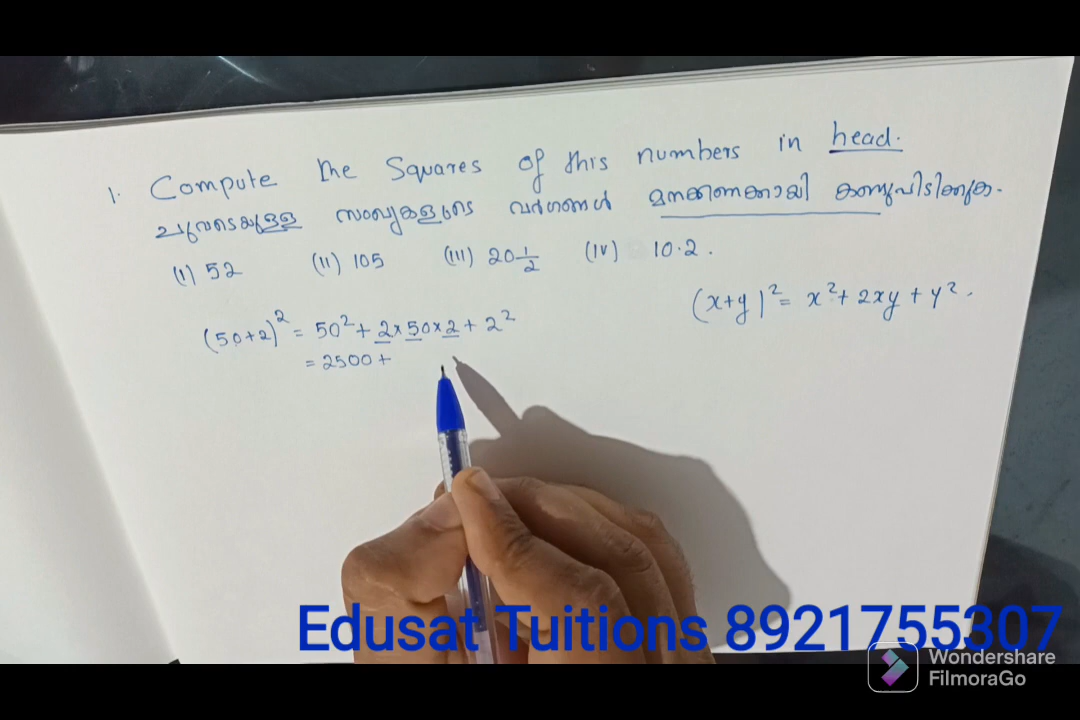 1. Compute the Squares of this numbers in head.
ചുവടെയുള്ള സംഖ്യകളുടെ വർഗങ്ങൾ മനക്കണക്കായി കണ്ടുപിടിക്കുക.
(I) 52 (II) 105 (III) 20 1/2 (IV) 10.2.
(x+y)² = x² + 2xy + y².
(50+2)² = 50² + 2×50×2 + 2²
= 2500 +
Edusat Tuitions 8921755307
Wondershare
FilmoraGo